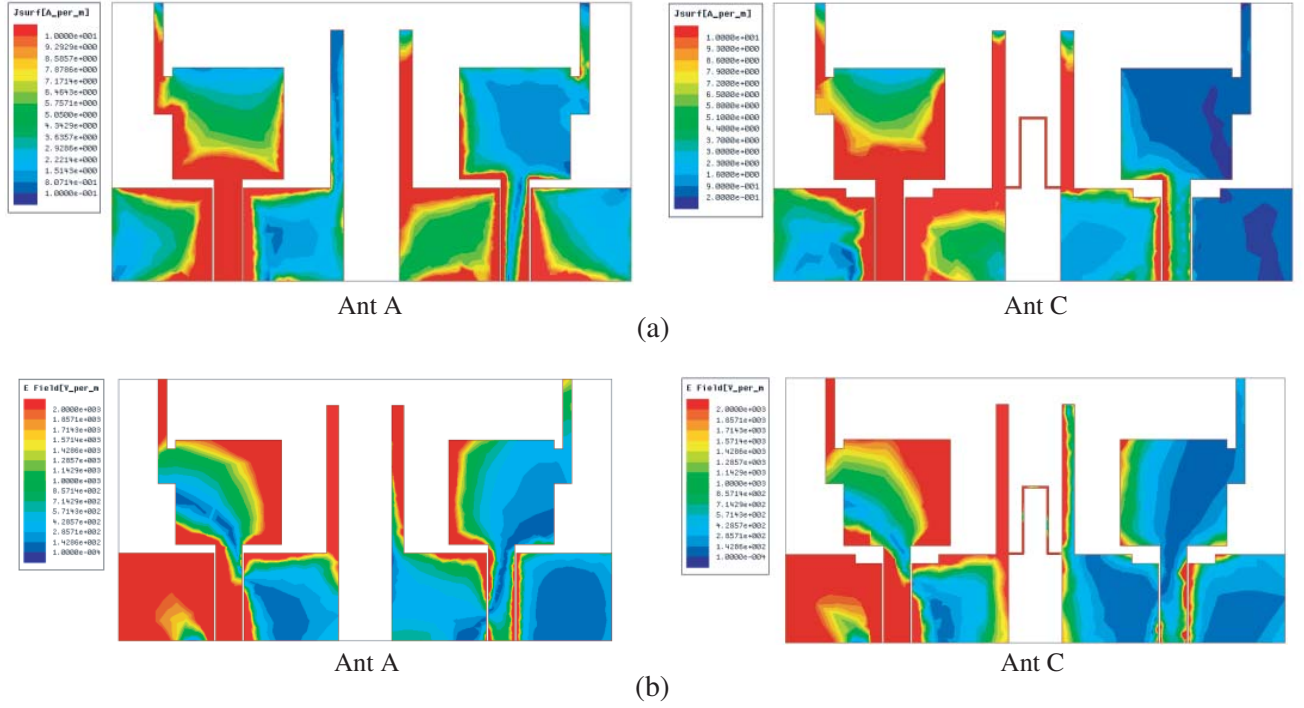 Jsurf[A_per_m]
1.0000e+001
9.2929e+000
8.5857e+000
7.8786e+000
7.1714e+000
6.4643e+000
5.7571e+000
5.0500e+000
4.3429e+000
3.6357e+000
2.9286e+000
2.2214e+000
1.5143e+000
8.0714e-001
1.0000e-001
Jsurf[A_per_m]
1.0000e+001
9.3000e+000
8.6000e+000
7.9000e+000
7.2000e+000
6.5000e+000
5.8000e+000
5.1000e+000
4.4000e+000
3.7000e+000
3.0000e+000
2.3000e+000
1.6000e+000
9.0000e-001
2.0000e-001
Ant A
Ant C
(a)
E Field[V_per_m
2.0000e+003
1.8571e+003
1.7143e+003
1.5714e+003
1.4286e+003
1.2857e+003
1.1429e+003
1.0000e+003
8.5714e+002
7.1429e+002
5.7143e+002
4.2857e+002
2.8571e+002
1.4286e+002
1.0000e-004
E Field[V_per_m
2.0000e+003
1.8571e+003
1.7143e+003
1.5714e+003
1.4286e+003
1.2857e+003
1.1429e+003
1.0000e+003
8.5714e+002
7.1429e+002
5.7143e+002
4.2857e+002
2.8571e+002
1.4286e+002
1.0000e-004
Ant A
Ant C
(b)